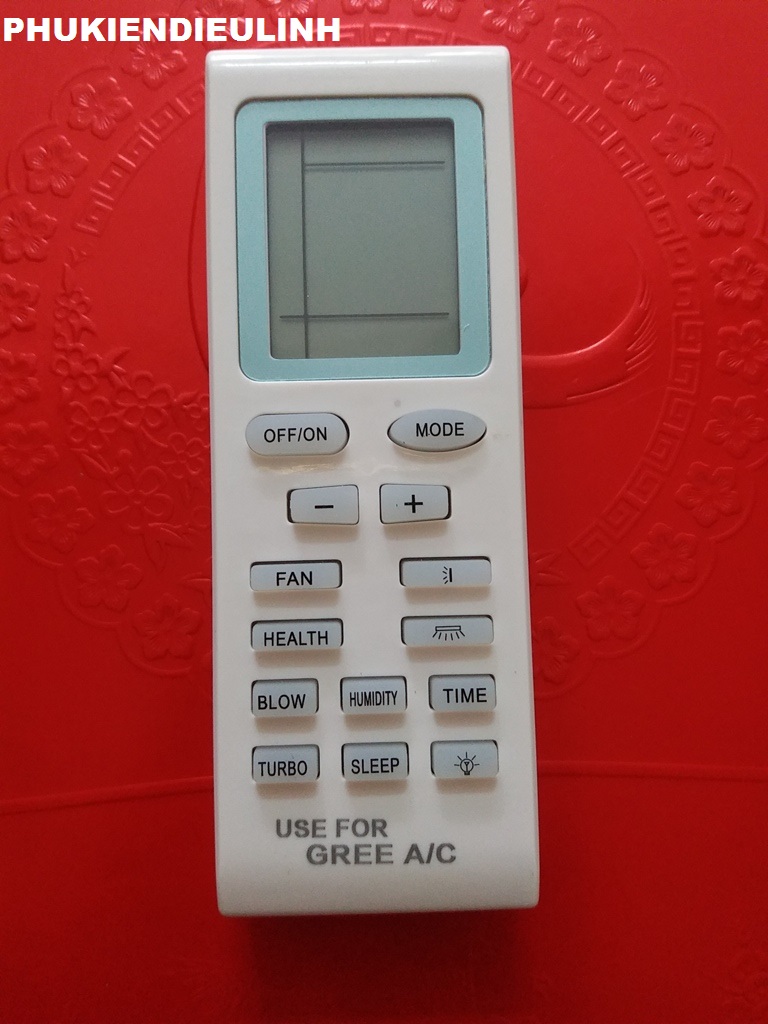 PHUKIENDIEULINH
OFF/ON MODE
− +
FAN
HEALTH
BLOW HUMIDITY TIME
TURBO SLEEP
USE FOR
GREE A/C